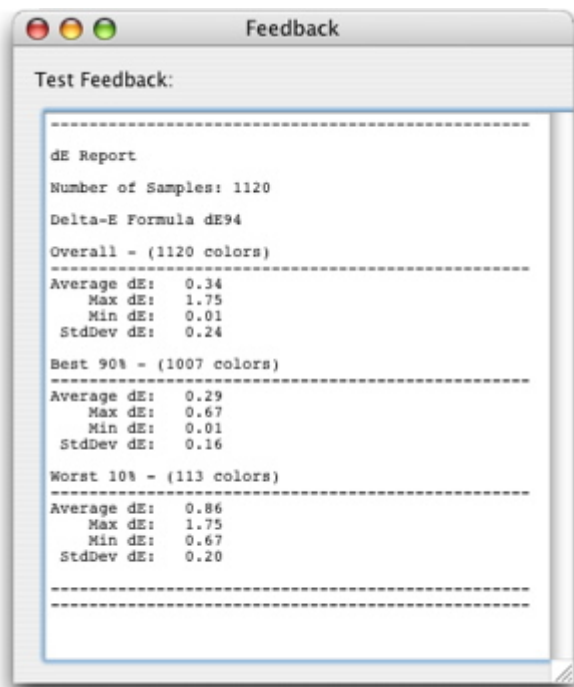 Feedback
Test Feedback:
--------------------------------------------------
dE Report
Number of Samples: 1120
Delta-E Formula dE94
Overall - (1120 colors)
--------------------------------------------------
Average dE: 0.34
Max dE: 1.75
Min dE: 0.01
StdDev dE: 0.24
Best 90% - (1007 colors)
--------------------------------------------------
Average dE: 0.29
Max dE: 0.67
Min dE: 0.01
StdDev dE: 0.16
Worst 10% - (113 colors)
--------------------------------------------------
Average dE: 0.86
Max dE: 1.75
Min dE: 0.67
StdDev dE: 0.20
--------------------------------------------------
--------------------------------------------------